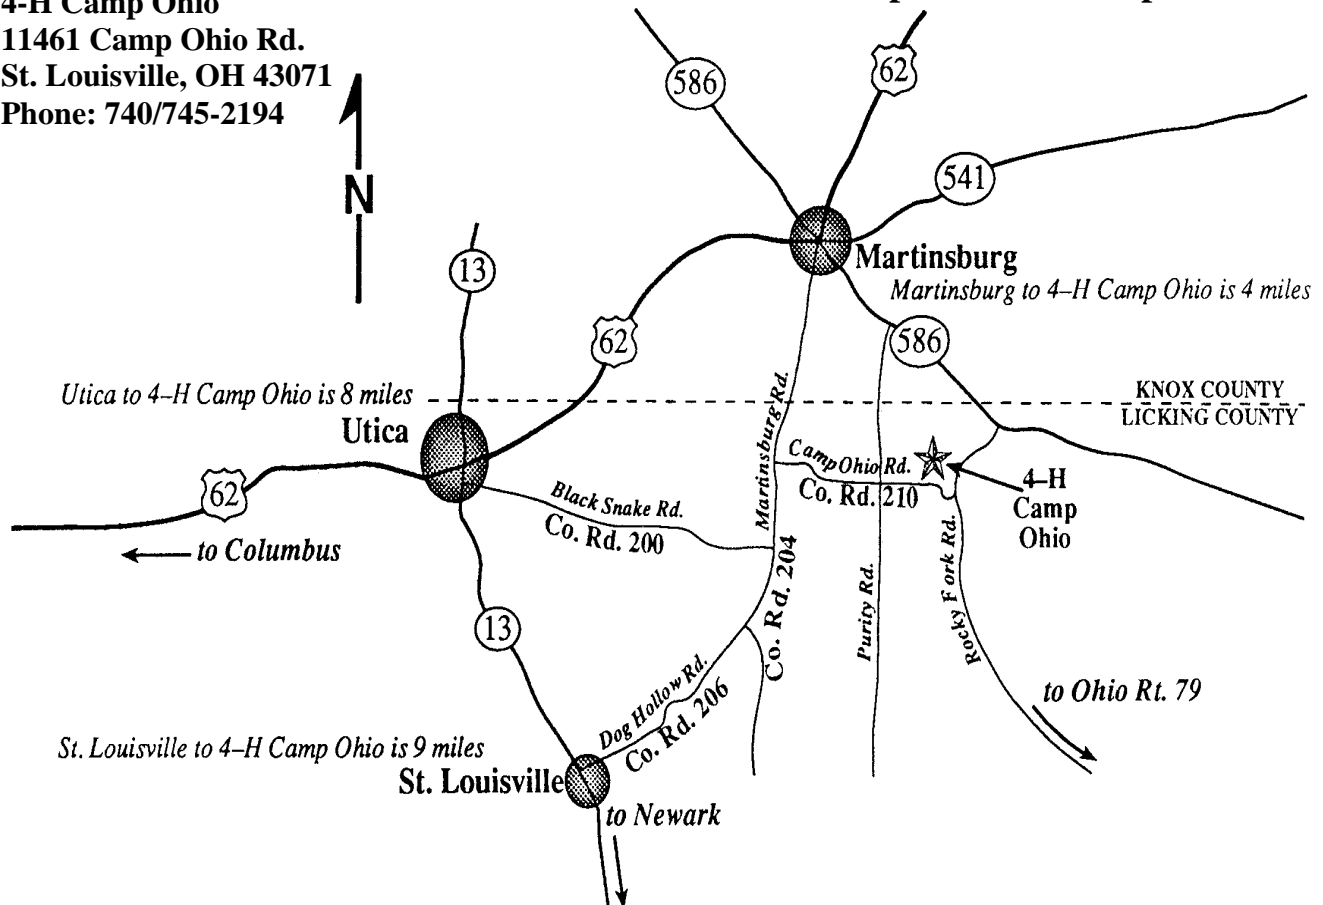 4-H Camp Ohio
11461 Camp Ohio Rd.
St. Louisville, OH 43071
Phone: 740/745-2194
586
62
541
N
13
Martinsburg
Martinsburg to 4–H Camp Ohio is 4 miles
62
586
Utica to 4–H Camp Ohio is 8 miles
KNOX COUNTY
LICKING COUNTY
Utica
Martinsburg Rd.
Camp Ohio Rd.
Co. Rd. 210
4–H
Camp
Ohio
62
Black Snake Rd.
Co. Rd. 200
to Columbus
Co. Rd. 204
Purity Rd.
Rocky Fork Rd.
13
Dog Hollow Rd.
Co. Rd. 206
to Ohio Rt. 79
St. Louisville to 4–H Camp Ohio is 9 miles
St. Louisville
to Newark